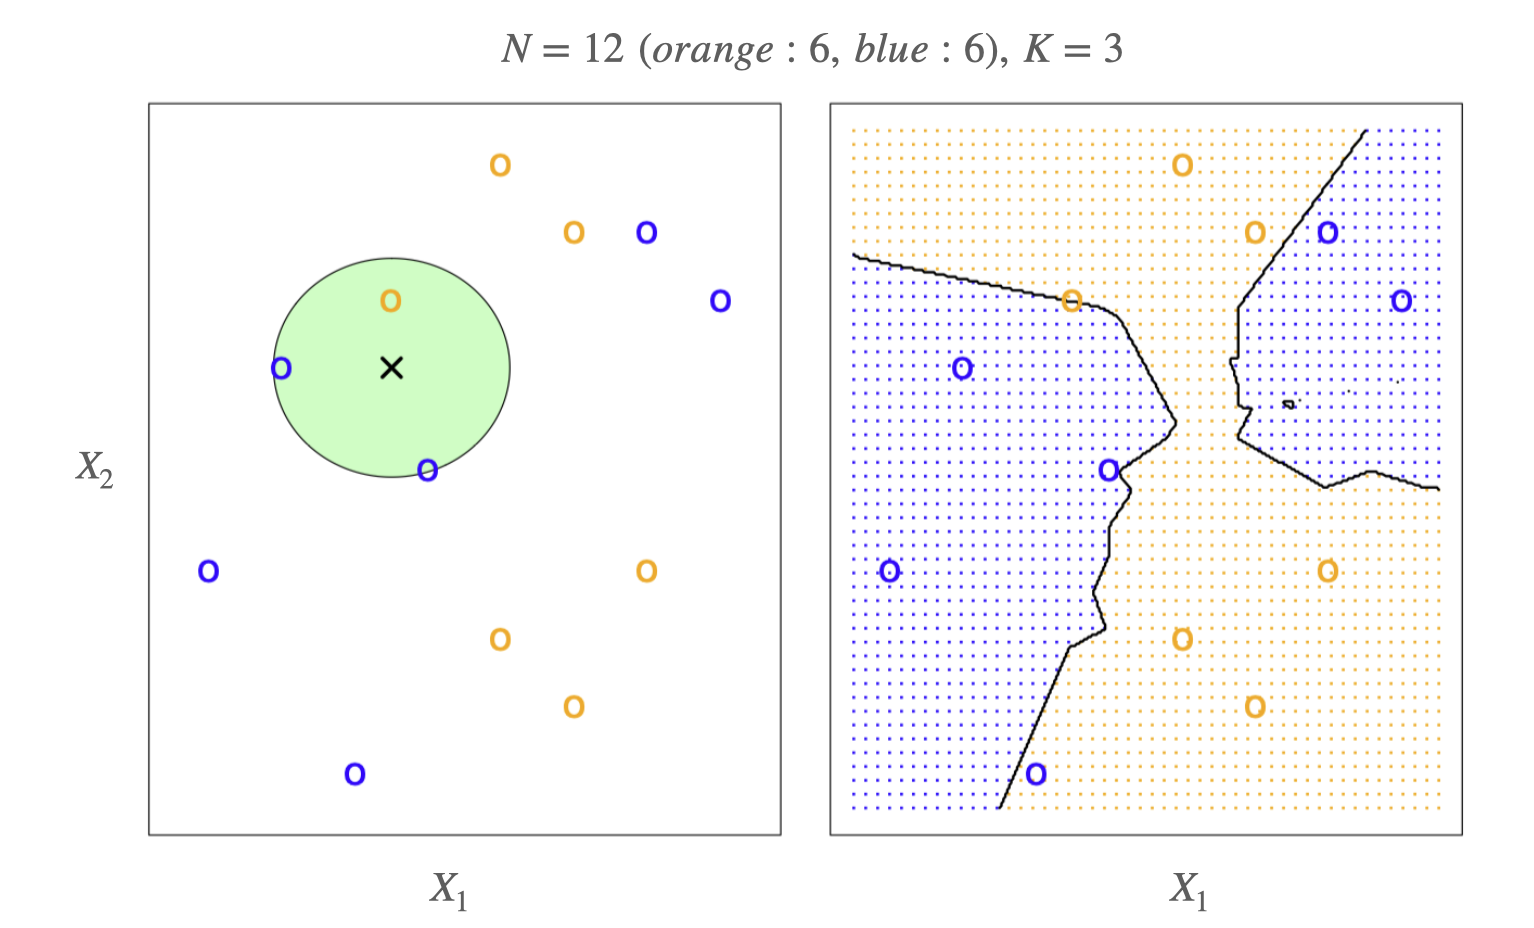 N = 12 (orange : 6, blue : 6), K = 3
X₂
X₁
X₁